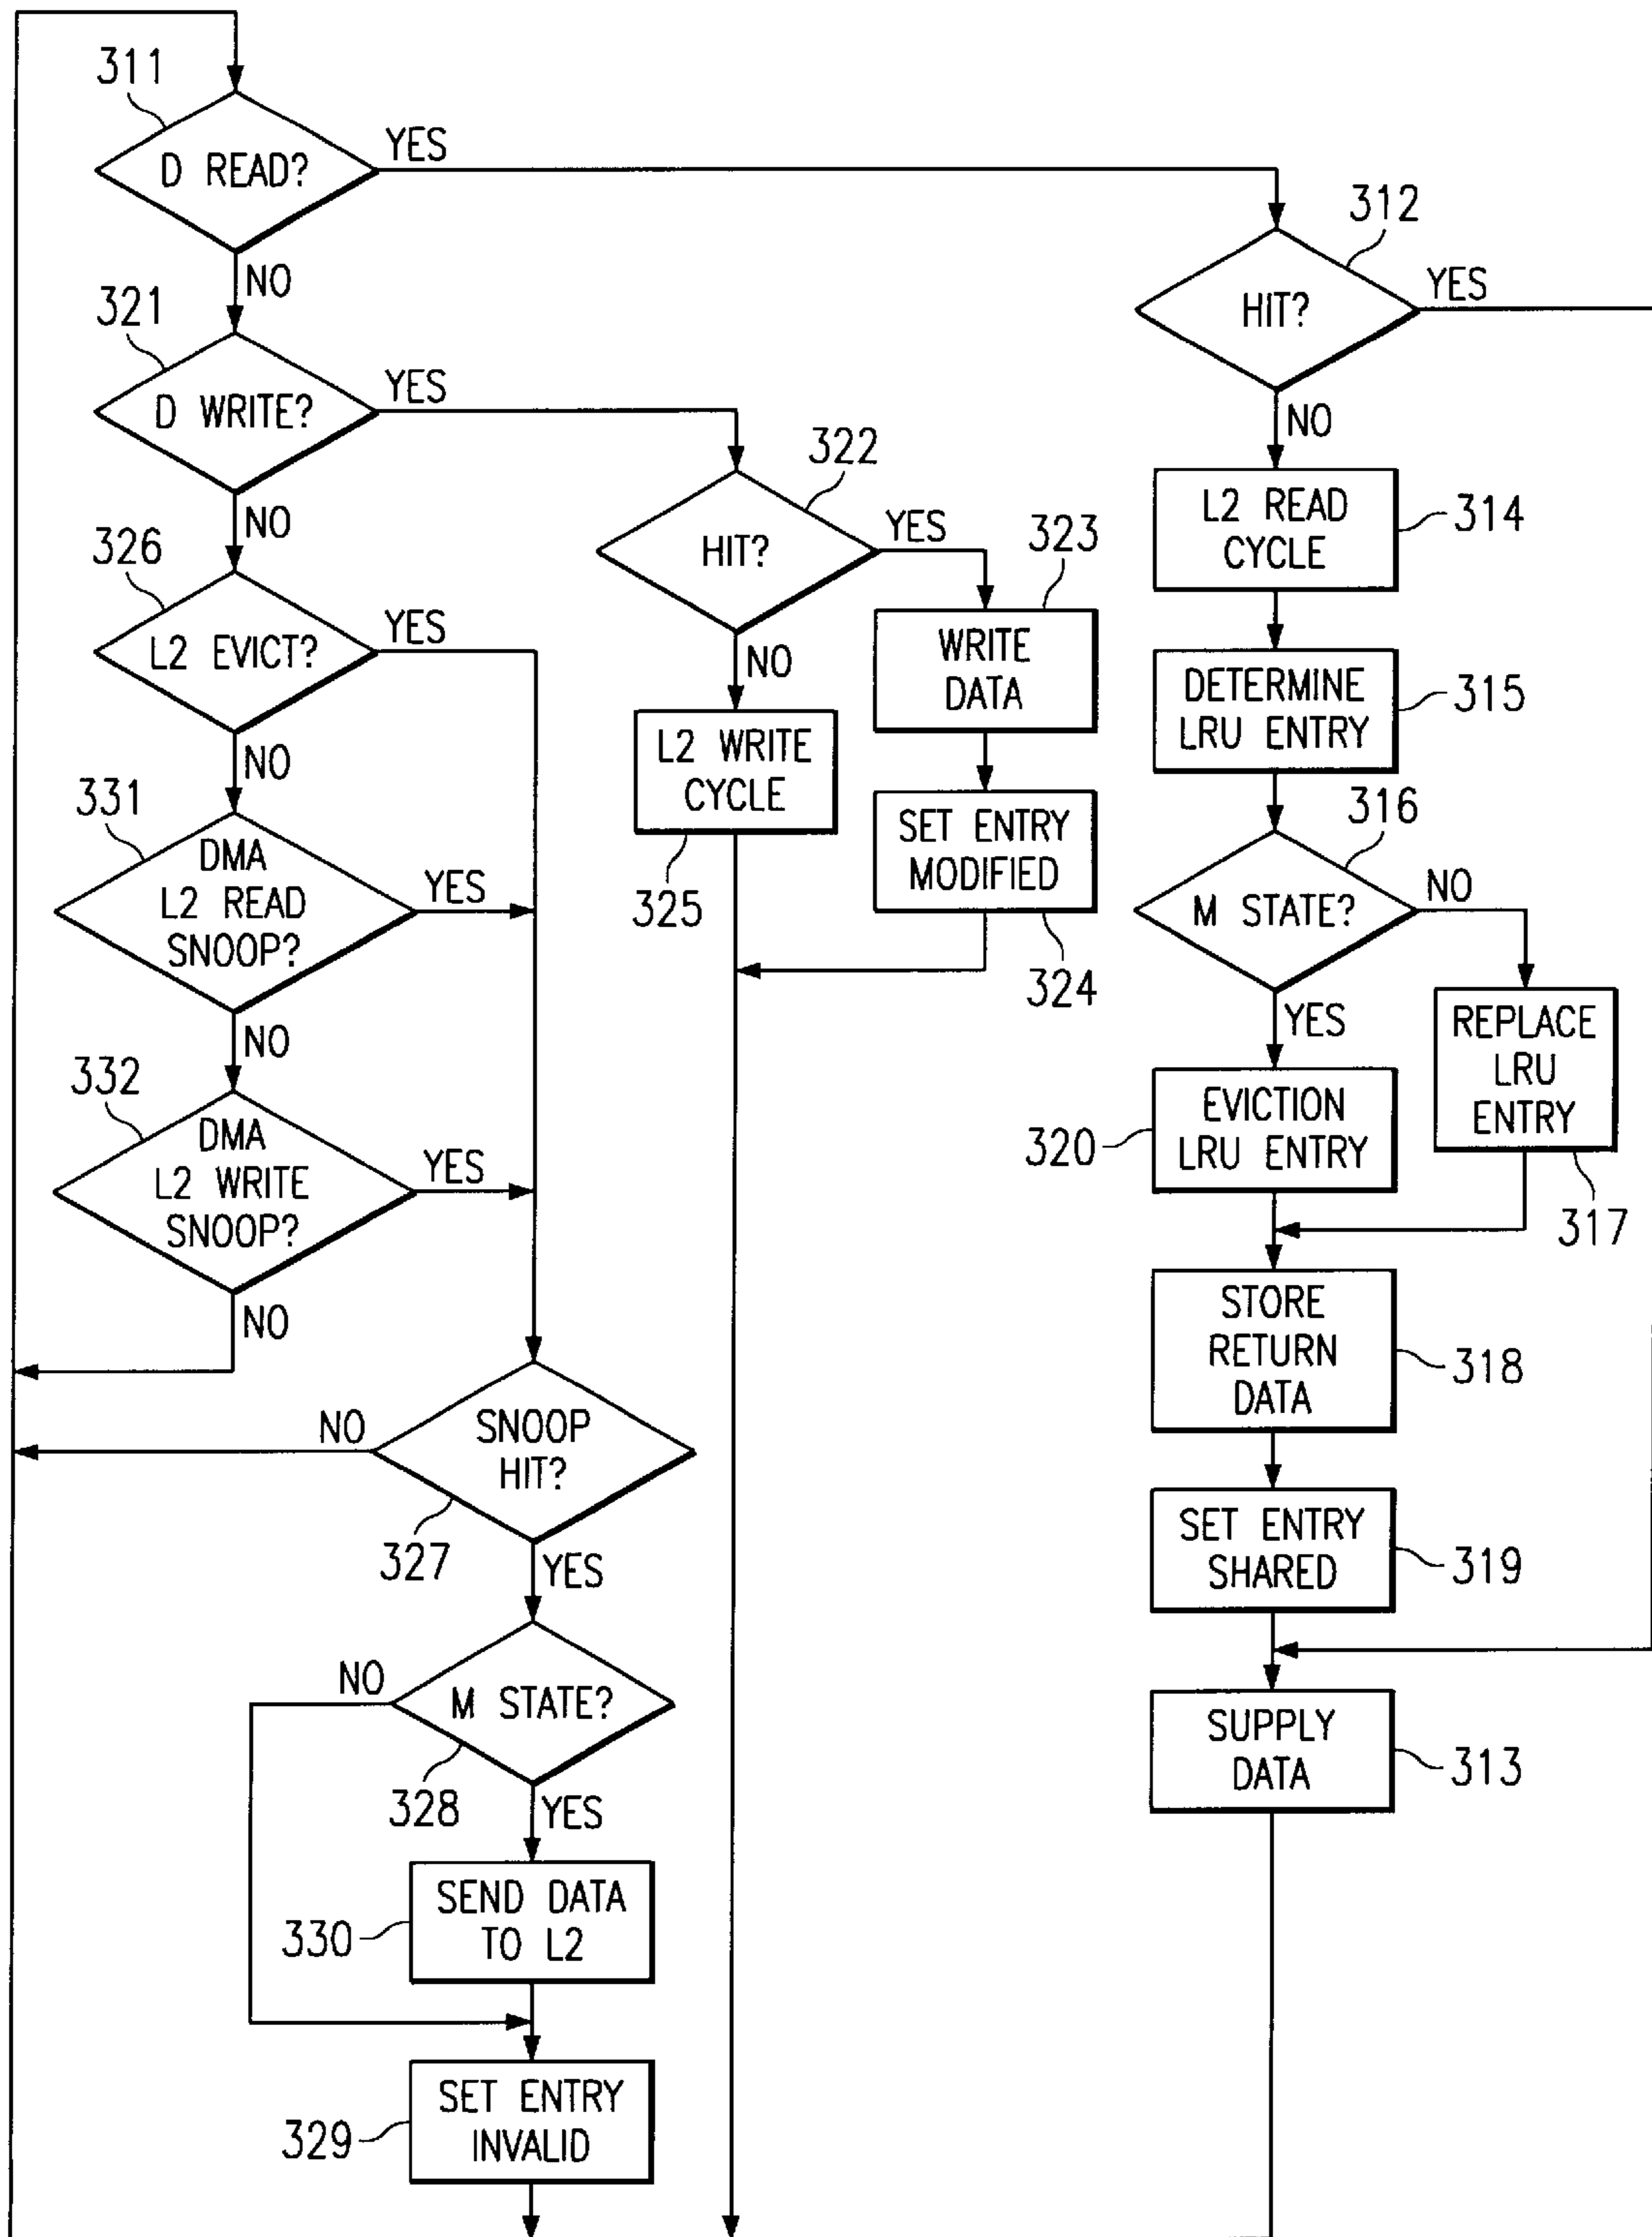 311
D READ?
YES
NO
312
HIT?
YES
NO
321
D WRITE?
YES
NO
322
HIT?
YES
NO
323
WRITE
DATA
SET ENTRY
MODIFIED
324
L2 WRITE
CYCLE
325
L2 READ
CYCLE
314
DETERMINE
LRU ENTRY
315
316
M STATE?
NO
YES
REPLACE
LRU
ENTRY
317
EVICTION
LRU ENTRY
320
STORE
RETURN
DATA
318
SET ENTRY
SHARED
319
SUPPLY
DATA
313
326
L2 EVICT?
YES
NO
331
DMA
L2 READ
SNOOP?
YES
NO
332
DMA
L2 WRITE
SNOOP?
YES
NO
SNOOP
HIT?
NO
327
YES
M STATE?
NO
328
YES
SEND DATA
TO L2
330
SET ENTRY
INVALID
329